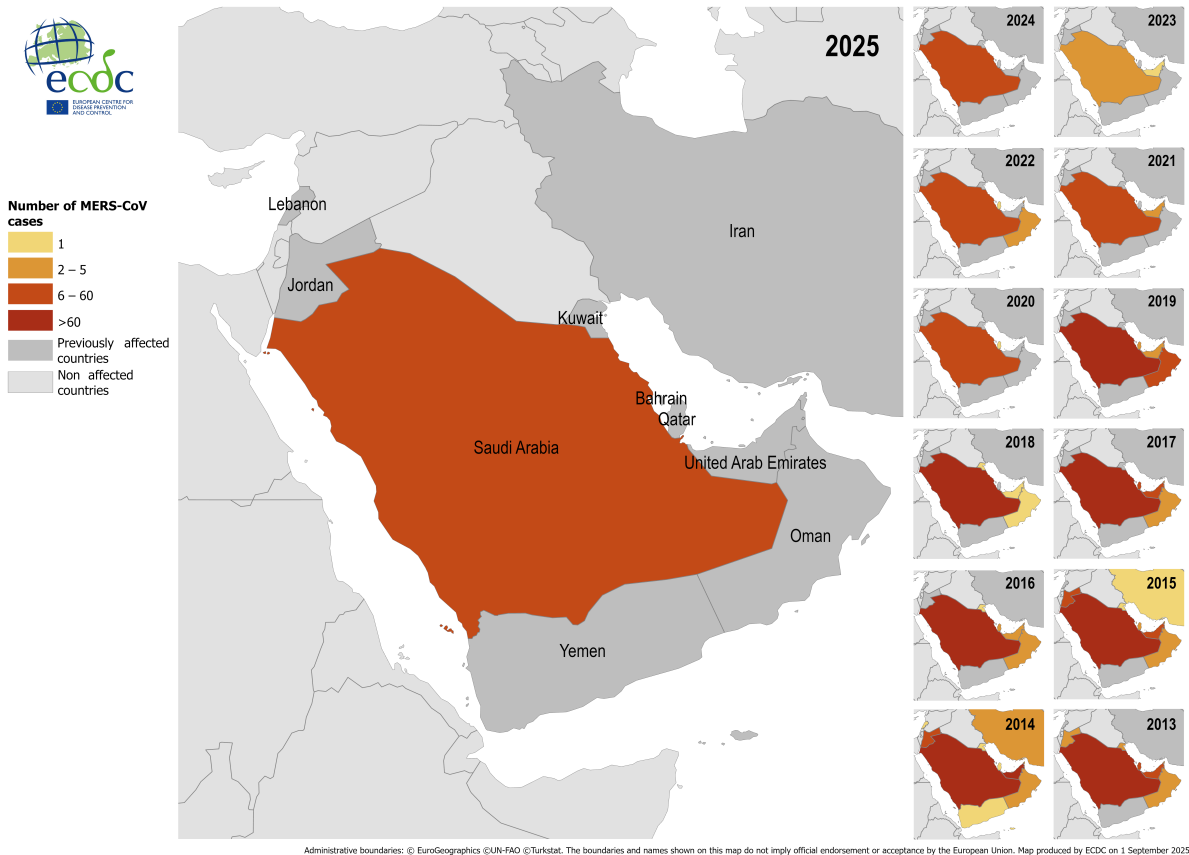 ecdc
EUROPEAN CENTRE FOR
DISEASE PREVENTION
AND CONTROL
Number of MERS-CoV
cases
1
2 – 5
6 – 60
>60
Previously affected
countries
Non affected
countries
2025
Lebanon
Iran
Jordan
Kuwait
Bahrain
Qatar
Saudi Arabia
United Arab Emirates
Oman
Yemen
2024
2023
2022
2021
2020
2019
2018
2017
2016
2015
2014
2013
Administrative boundaries: © EuroGeographics ©UN-FAO ©Turkstat. The boundaries and names shown on this map do not imply official endorsement or acceptance by the European Union. Map produced by ECDC on 1 September 2025